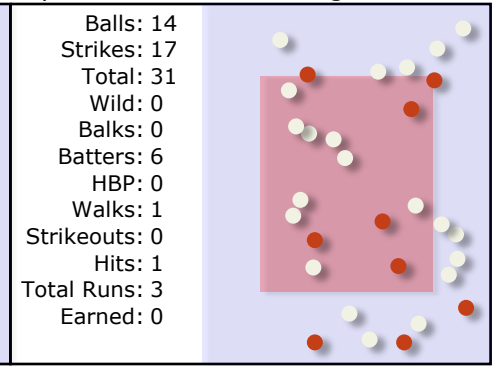 Balls: 14
Strikes: 17
Total: 31
Wild: 0
Balks: 0
Batters: 6
HBP: 0
Walks: 1
Strikeouts: 0
Hits: 1
Total Runs: 3
Earned: 0